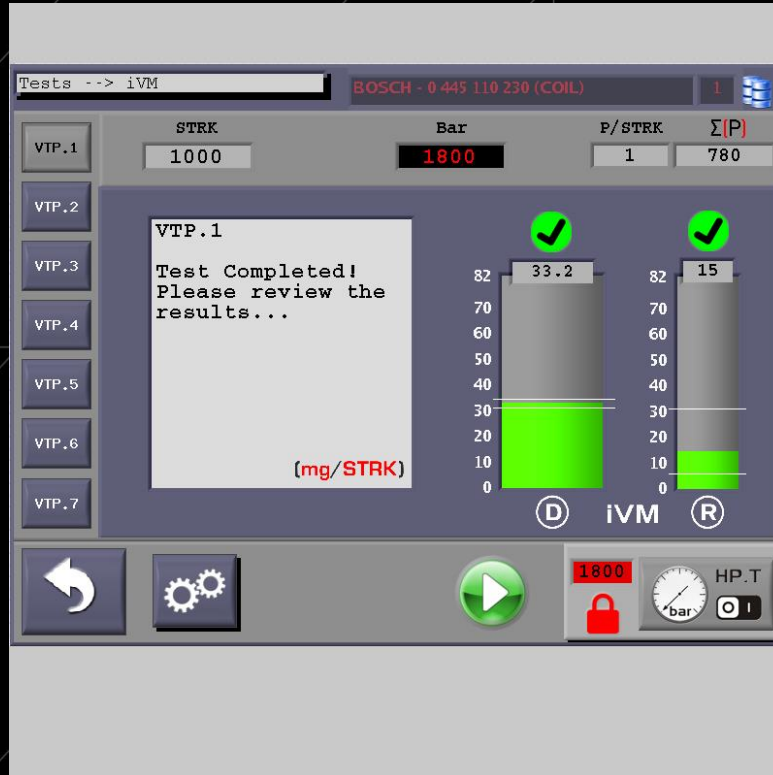 Tests --> iVM
BOSCH - 0 445 110 230 (COIL)
1
VTP.1
VTP.2
VTP.3
VTP.4
VTP.5
VTP.6
VTP.7
STRK
1000
Bar
1800
P/STRK
1
Σ(P)
780
VTP.1
Test Completed!
Please review the
results...
(mg/STRK)
33.2
82
70
60
50
40
30
20
10
0
15
82
70
60
50
40
30
20
10
0
D iVM R
1800
bar
HP.T
O I